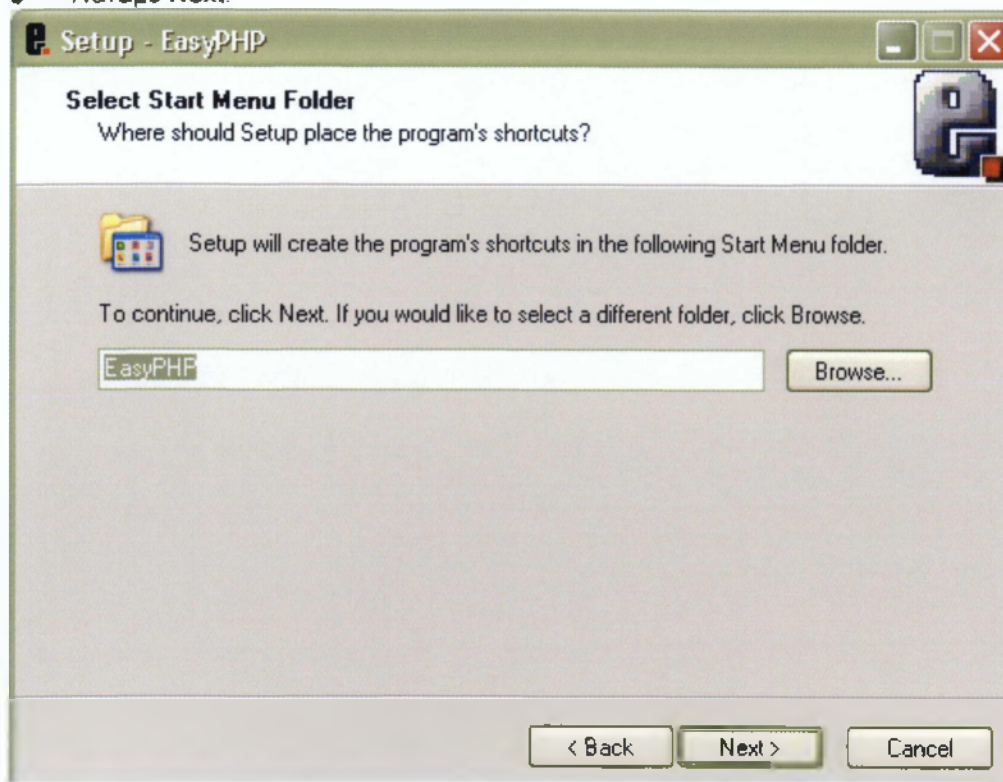 Next.
Setup - EasyPHP
Select Start Menu Folder
Where should Setup place the program's shortcuts?
Setup will create the program's shortcuts in the following Start Menu folder.
To continue, click Next. If you would like to select a different folder, click Browse.
EasyPHP
Browse...
< Back
Next >
Cancel